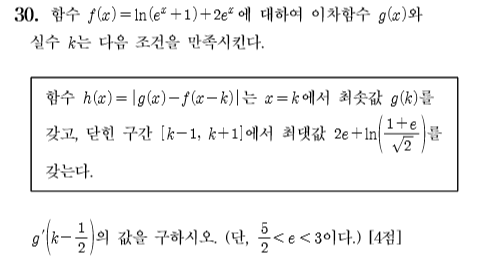 30. 함수 f(x)=ln(eˣ+1)+2eˣ에 대하여 이차함수 g(x)와
실수 k는 다음 조건을 만족시킨다.
함수 h(x)=|g(x)-f(x-k)|는 x=k에서 최솟값 g(k)를
갖고, 닫힌 구간 [k-1, k+1]에서 최댓값 2e+ln((1+e)/√2)를
갖는다.
g′(k-1/2)의 값을 구하시오. (단, 5/2<e<3이다.) [4점]